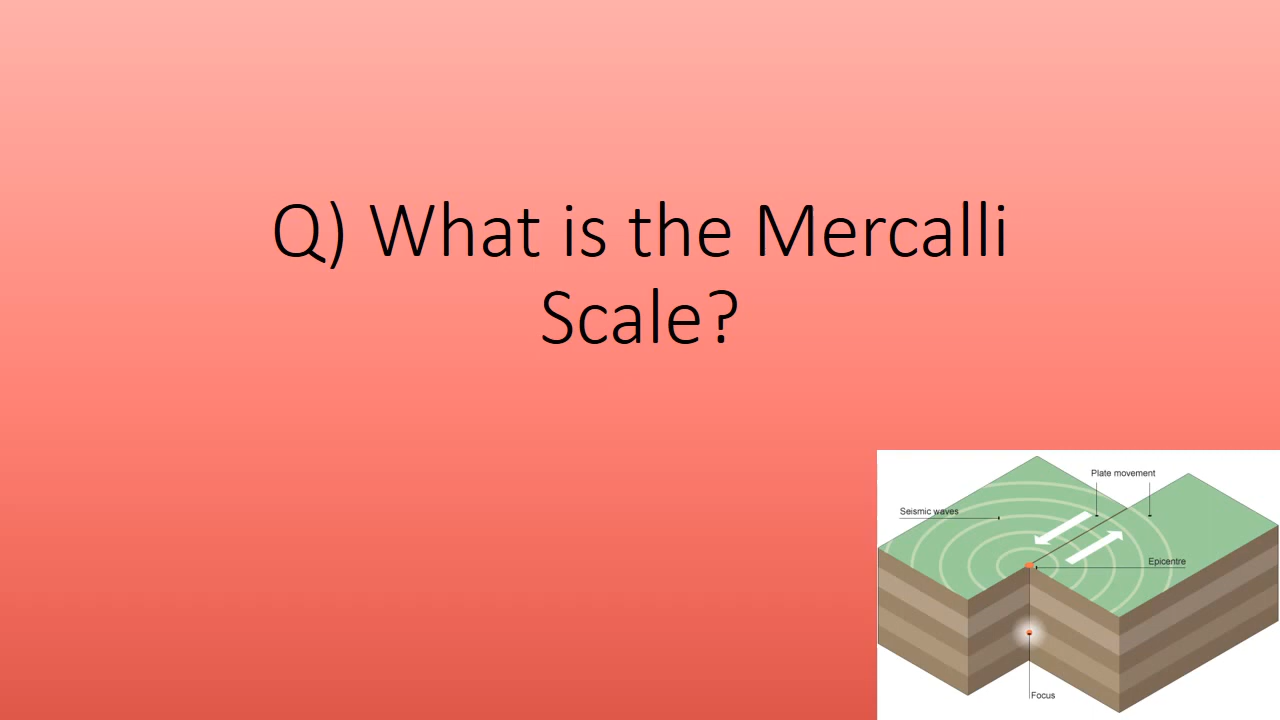 Q) What is the Mercalli
Scale?
Plate movement
Seismic waves
Epicentre
Focus